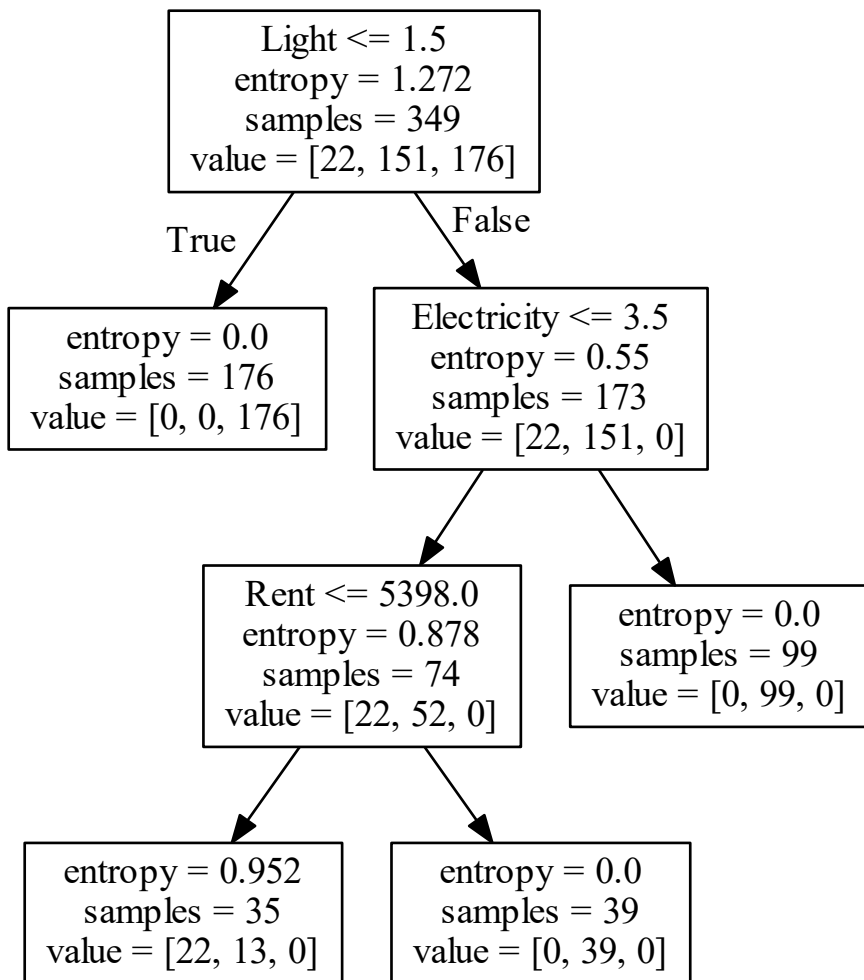 Light <= 1.5
entropy = 1.272
samples = 349
value = [22, 151, 176]
True
False
entropy = 0.0
samples = 176
value = [0, 0, 176]
Electricity <= 3.5
entropy = 0.55
samples = 173
value = [22, 151, 0]
Rent <= 5398.0
entropy = 0.878
samples = 74
value = [22, 52, 0]
entropy = 0.0
samples = 99
value = [0, 99, 0]
entropy = 0.952
samples = 35
value = [22, 13, 0]
entropy = 0.0
samples = 39
value = [0, 39, 0]